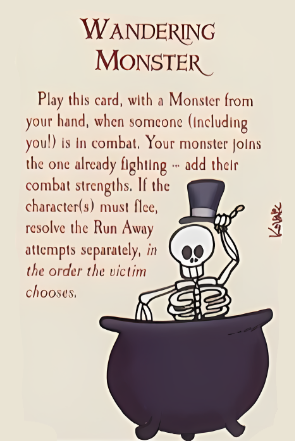 WANDERING
MONSTER
Play this card, with a Monster from
your hand, when someone (including
you!) is in combat. Your monster joins
the one already fighting -- add their
combat strengths. If the
character(s) must flee,
resolve the Run Away
attempts separately, in
the order the victim
chooses.
Kovalic